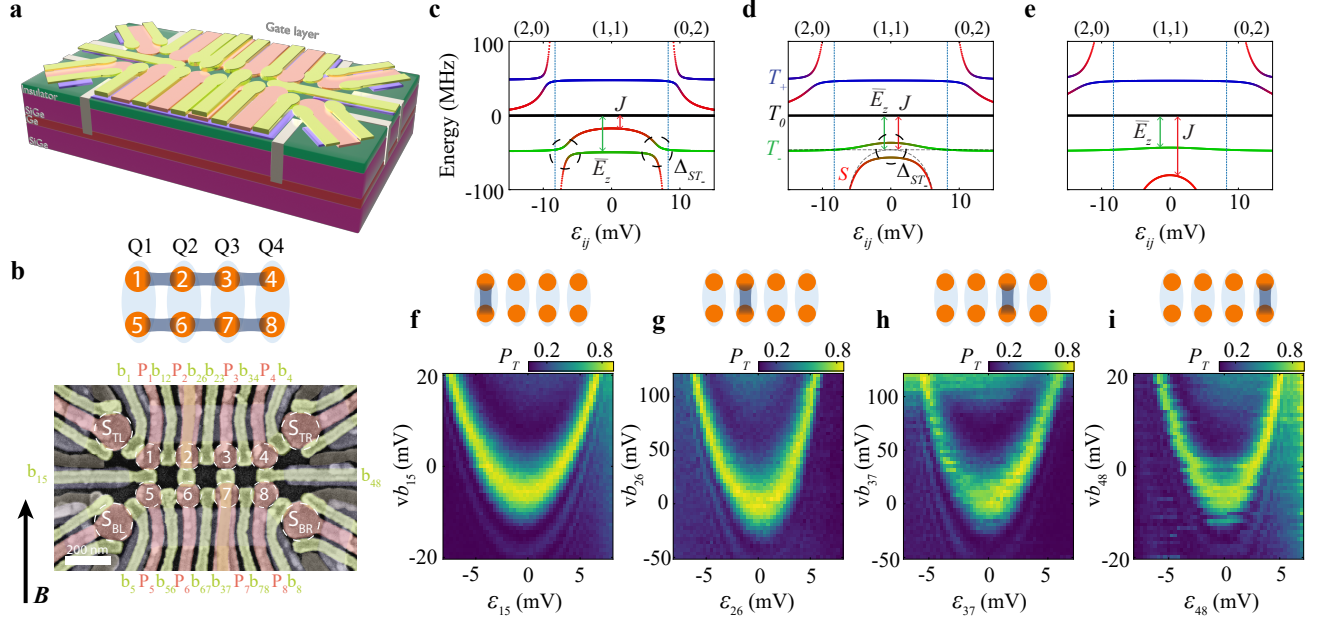 a
Gate layer
Insulator
SiGe
Ge
SiGe
c
(2,0) (1,1) (0,2)
100
0
-100
Energy (MHz)
J
E̅z
ΔST-
-10 0 10
εij (mV)
d
(2,0) (1,1) (0,2)
T+
T0
T-
S
E̅z J
ΔST-
-10 0 10
εij (mV)
e
(2,0) (1,1) (0,2)
E̅z J
-10 0 10
εij (mV)
b
Q1 Q2 Q3 Q4
1 2 3 4
5 6 7 8
b1 P1 b12 P2 b26 b23 P3 b34 P4 b4
STL STR
1 2 3 4
b15 b48
5 6 7 8
SBL SBR
200 nm
B
b5 P5 b56 P6 b67 b37 P7 b78 P8 b8
f
PT 0.2 0.8
20
0
-20
vb15 (mV)
-5 0 5
ε15 (mV)
g
PT 0.2 0.8
100
50
0
-50
vb26 (mV)
-5 0 5
ε26 (mV)
h
PT 0.2 0.8
100
50
0
-50
vb37 (mV)
-5 0 5
ε37 (mV)
i
PT 0.2 0.8
20
0
-20
vb48 (mV)
-5 0 5
ε48 (mV)